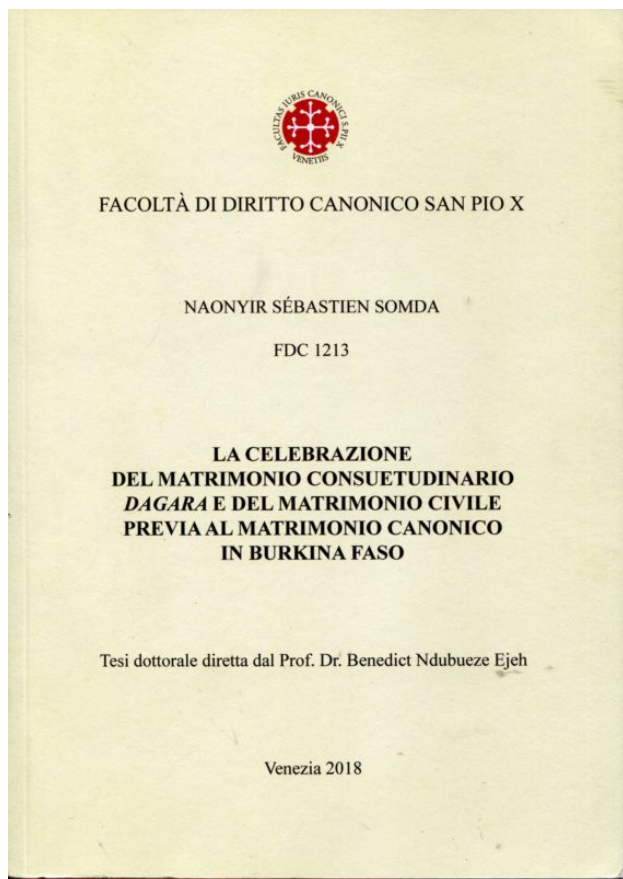 FACULTAS IURIS CANONICI S. PII X
VENETIIS
FACOLTÀ DI DIRITTO CANONICO SAN PIO X
NAONYIR SÉBASTIEN SOMDA
FDC 1213
LA CELEBRAZIONE
DEL MATRIMONIO CONSUETUDINARIO
DAGARA E DEL MATRIMONIO CIVILE
PREVIA AL MATRIMONIO CANONICO
IN BURKINA FASO
Tesi dottorale diretta dal Prof. Dr. Benedict Ndubueze Ejeh
Venezia 2018